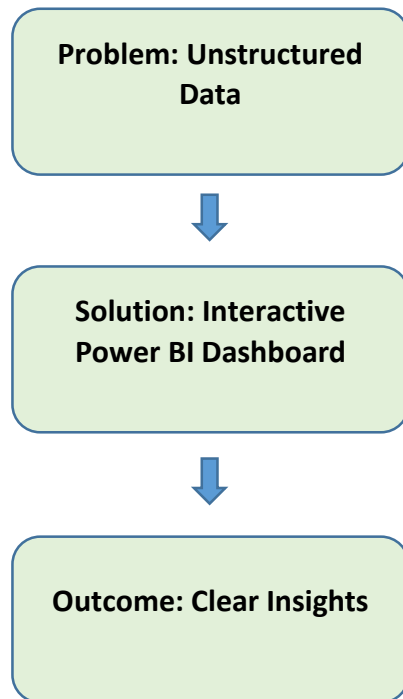 Problem: Unstructured
Data
Solution: Interactive
Power BI Dashboard
Outcome: Clear Insights